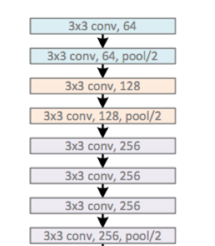 3x3 conv, 64
3x3 conv, 64, pool/2
3x3 conv, 128
3x3 conv, 128, pool/2
3x3 conv, 256
3x3 conv, 256
3x3 conv, 256
3x3 conv, 256, pool/2